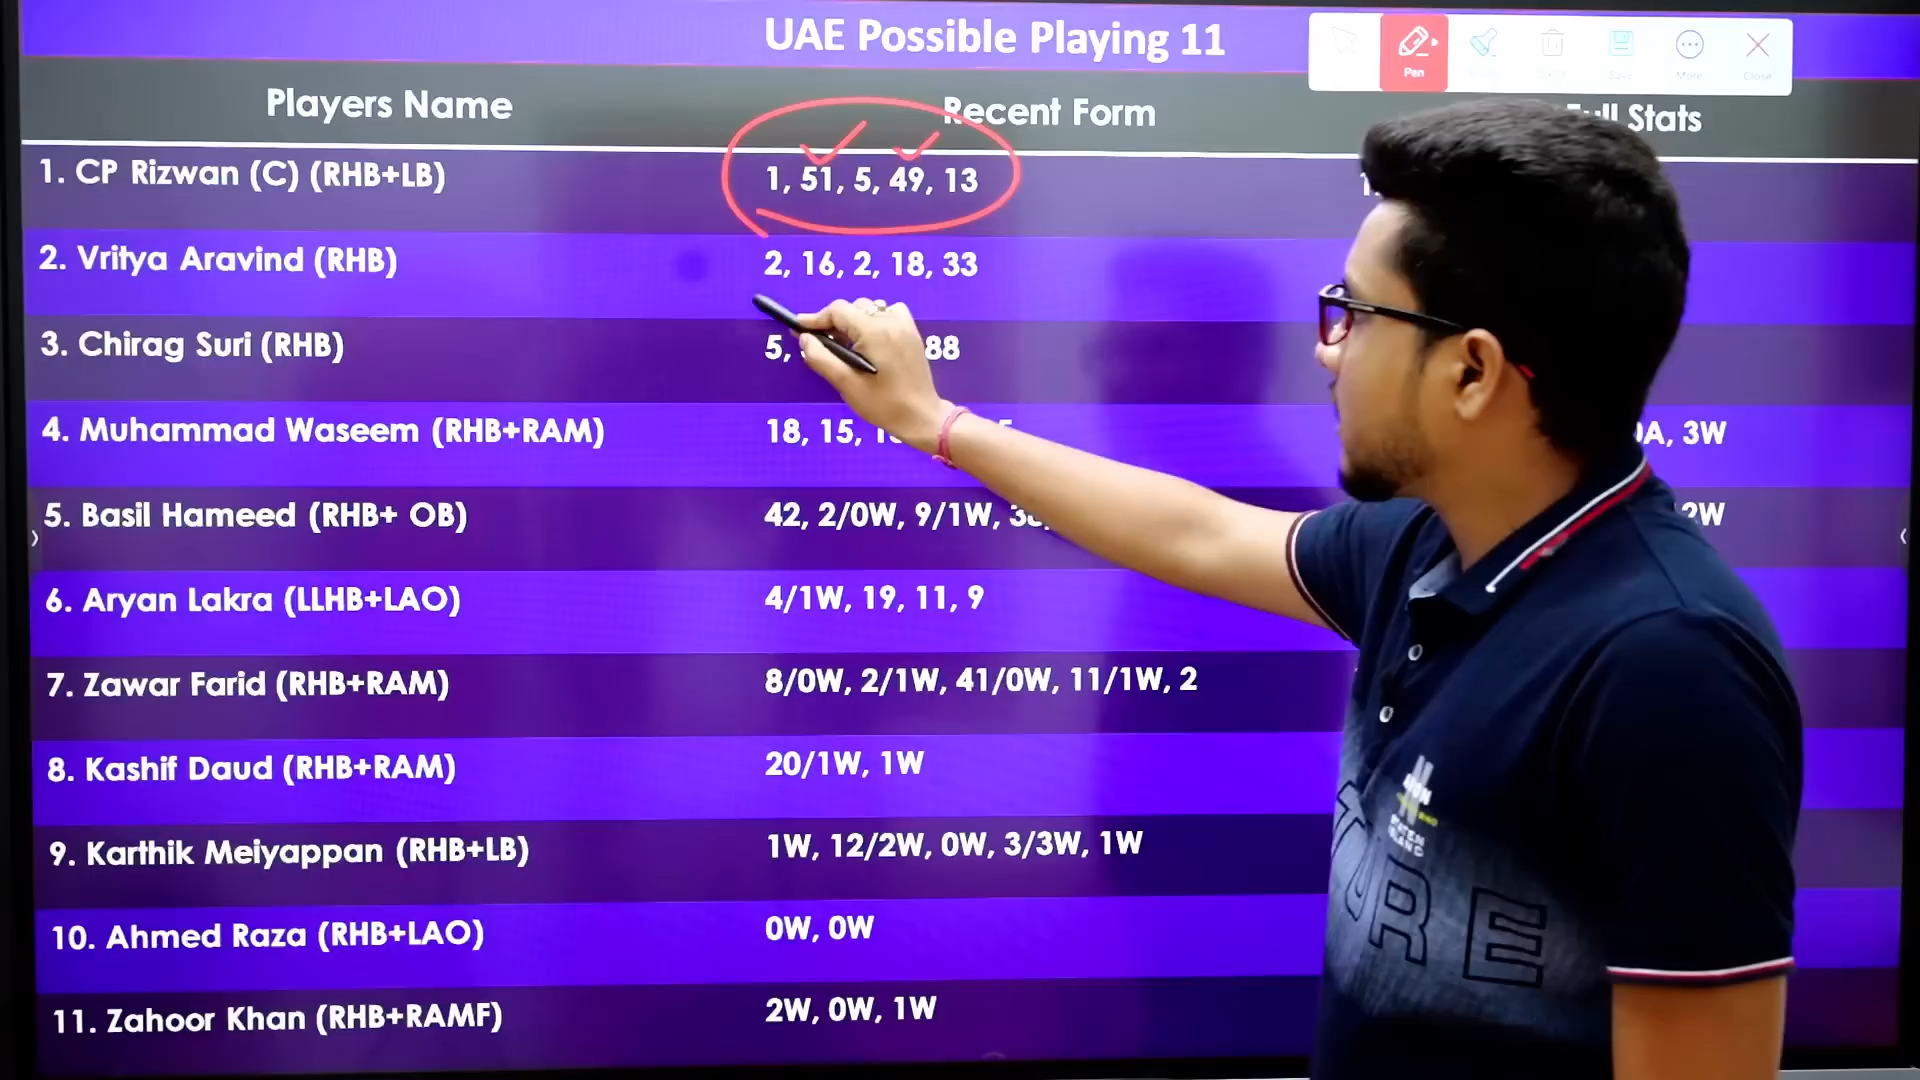 UAE Possible Playing 11
Pen
More
Close
Players Name
Recent Form
Stats
1. CP Rizwan (C) (RHB+LB)
1, 51, 5, 49, 13
2. Vritya Aravind (RHB)
2, 16, 2, 18, 33
3. Chirag Suri (RHB)
5, 88
4. Muhammad Waseem (RHB+RAM)
18, 15, 3W
5. Basil Hameed (RHB+ OB)
42, 2/0W, 9/1W, 2W
6. Aryan Lakra (LLHB+LAO)
4/1W, 19, 11, 9
7. Zawar Farid (RHB+RAM)
8/0W, 2/1W, 41/0W, 11/1W, 2
8. Kashif Daud (RHB+RAM)
20/1W, 1W
9. Karthik Meiyappan (RHB+LB)
1W, 12/2W, 0W, 3/3W, 1W
10. Ahmed Raza (RHB+LAO)
0W, 0W
11. Zahoor Khan (RHB+RAMF)
2W, 0W, 1W